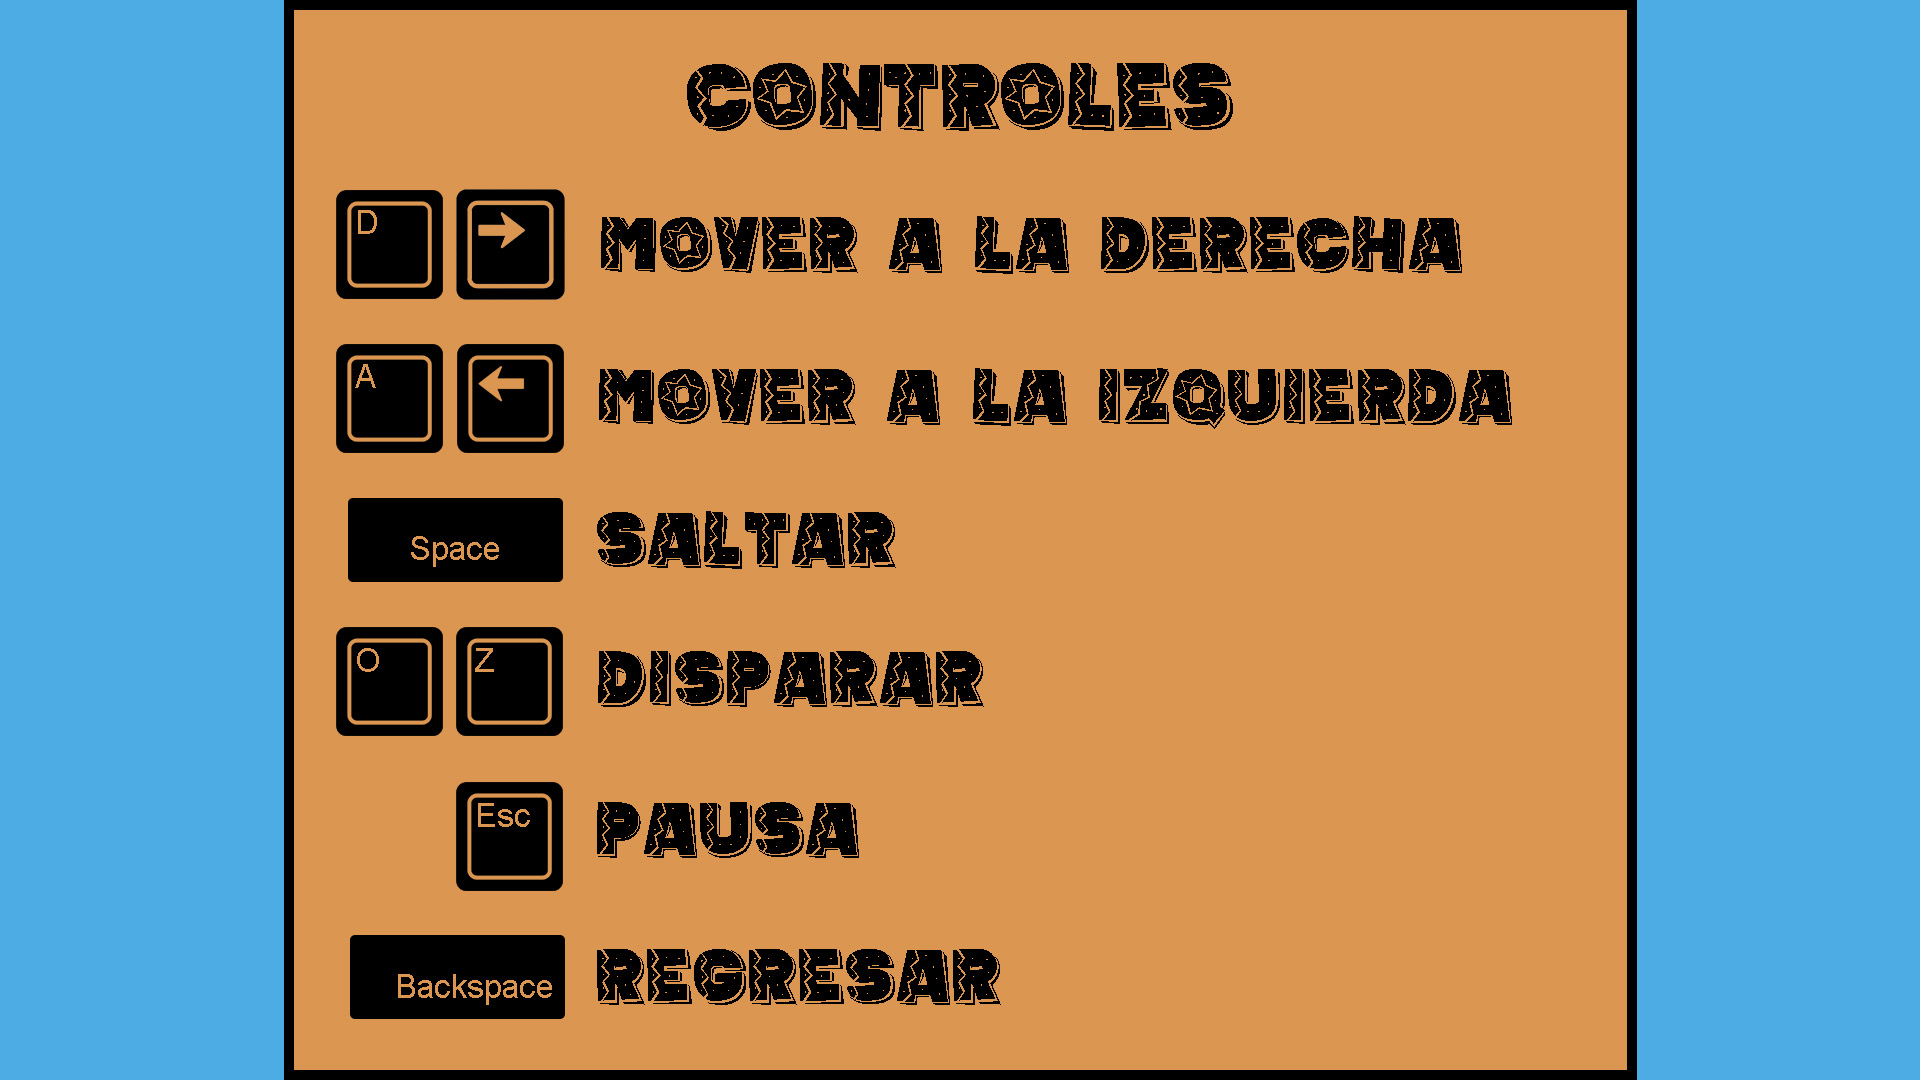 CONTROLES
D → MOVER A LA DERECHA
A ← MOVER A LA IZQUIERDA
Space SALTAR
O Z DISPARAR
Esc PAUSA
Backspace REGRESAR